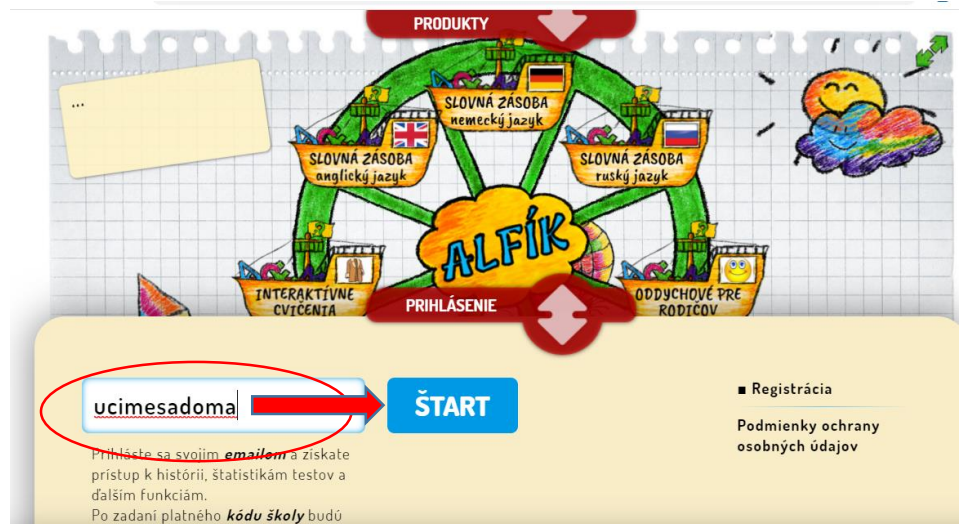 PRODUKTY
...
SLOVNÁ ZÁSOBA
nemecký jazyk
SLOVNÁ ZÁSOBA
anglický jazyk
SLOVNÁ ZÁSOBA
ruský jazyk
ALFÍK
INTERAKTÍVNE
CVIČENIA
ODDYCHOVÉ PRE
RODIČOV
PRIHLÁSENIE
ucimesadoma
ŠTART
Prihláste sa svojim emailom a získate
prístup k histórii, štatistikám testov a
ďalším funkciám.
Po zadaní platného kódu školy budú
■ Registrácia
Podmienky ochrany
osobných údajov